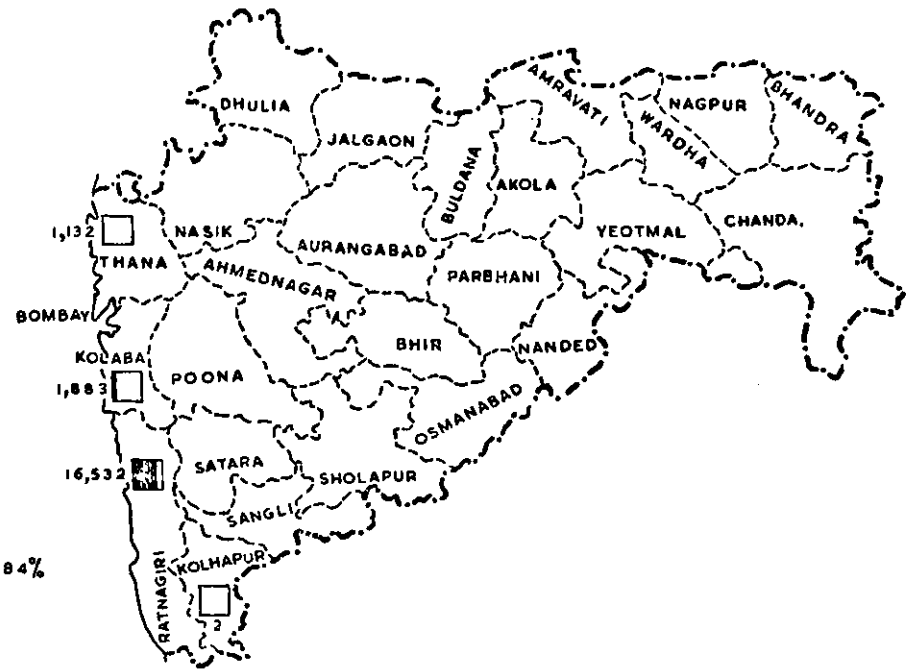 DHULIA
JALGAON
BULDANA
AKOLA
AMRAVATI
WARDHA
NAGPUR
BHANDRA
1,132
THANA
NASIK
AURANGABAD
PARBHANI
YEOTMAL
CHANDA.
AHMEDNAGAR
BOMBAY
KOLABA
1,883
POONA
BHIR
NANDED
OSMANABAD
16,532
SATARA
SHOLAPUR
SANGLI
84%
RATNAGIRI
KOLHAPUR
2